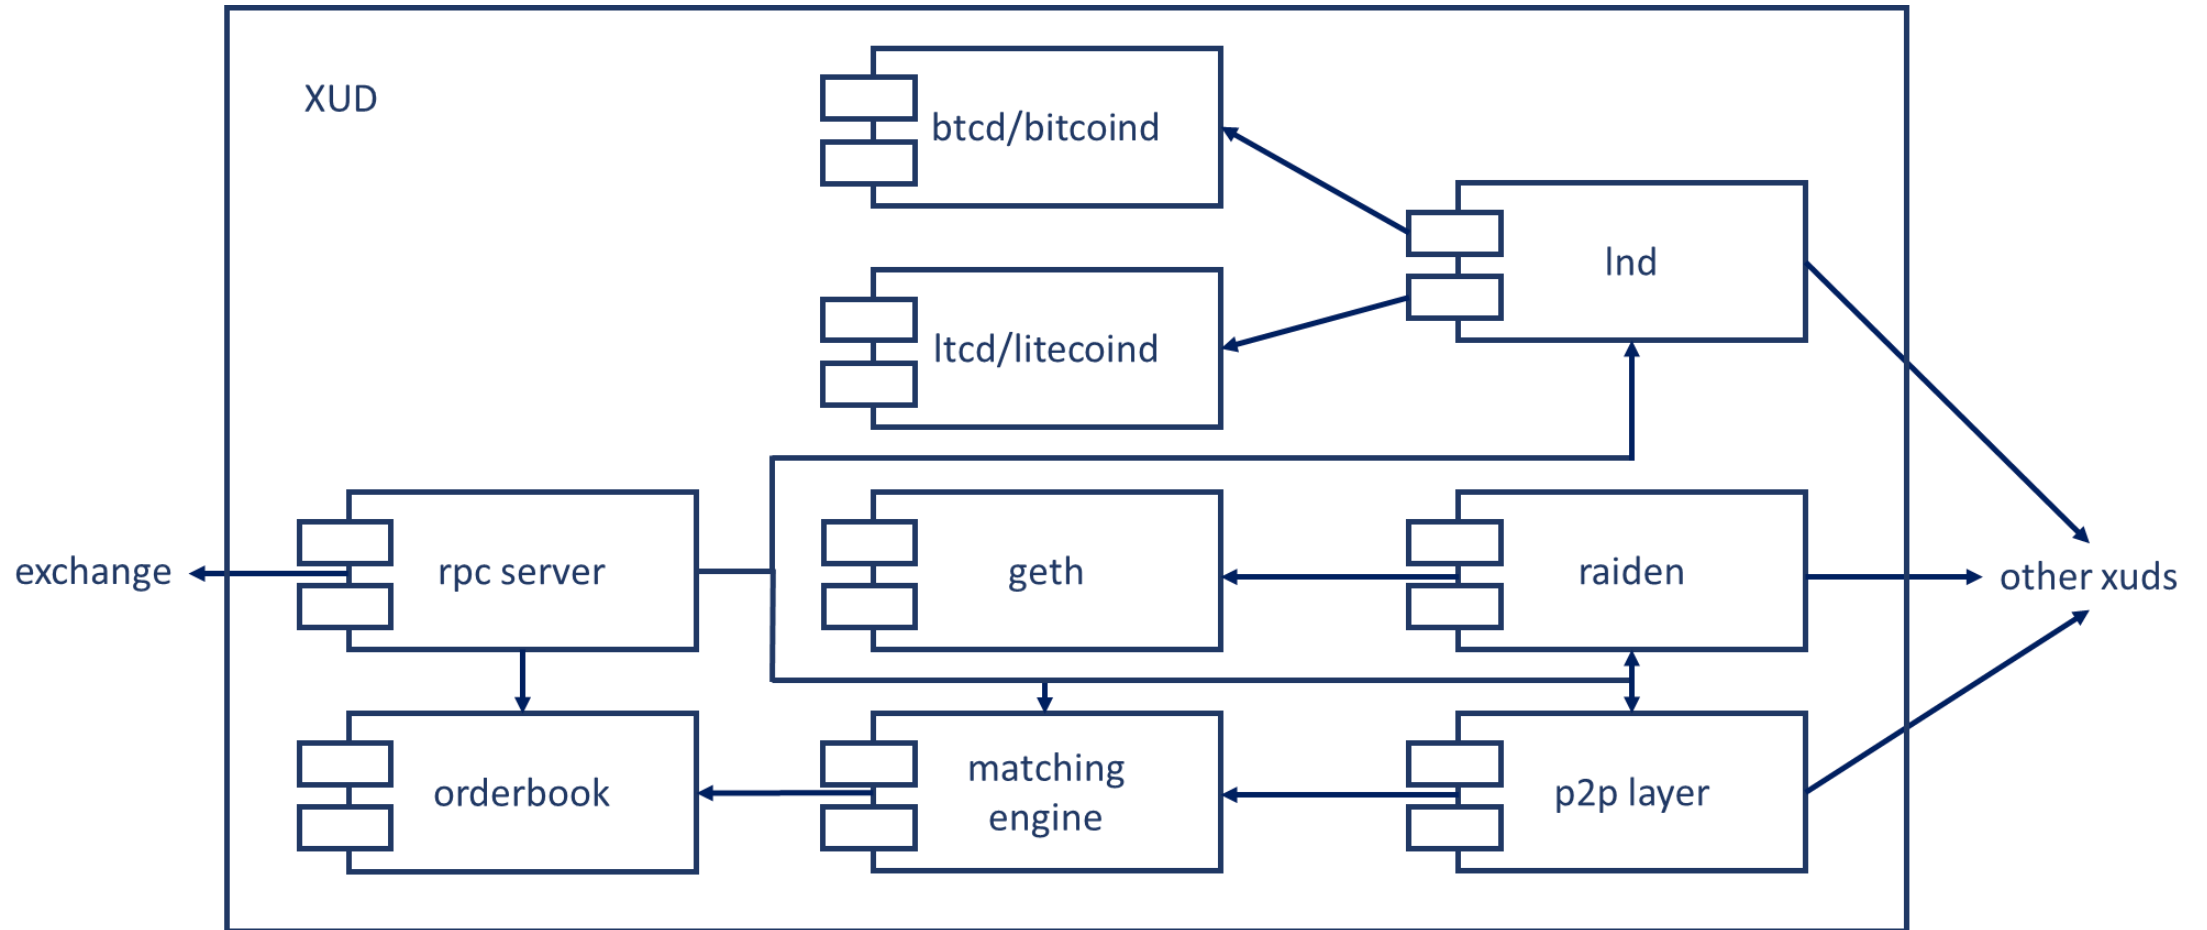 XUD
btcd/bitcoind
lnd
ltcd/litecoind
exchange
rpc server
geth
raiden
other xuds
orderbook
matching
engine
p2p layer